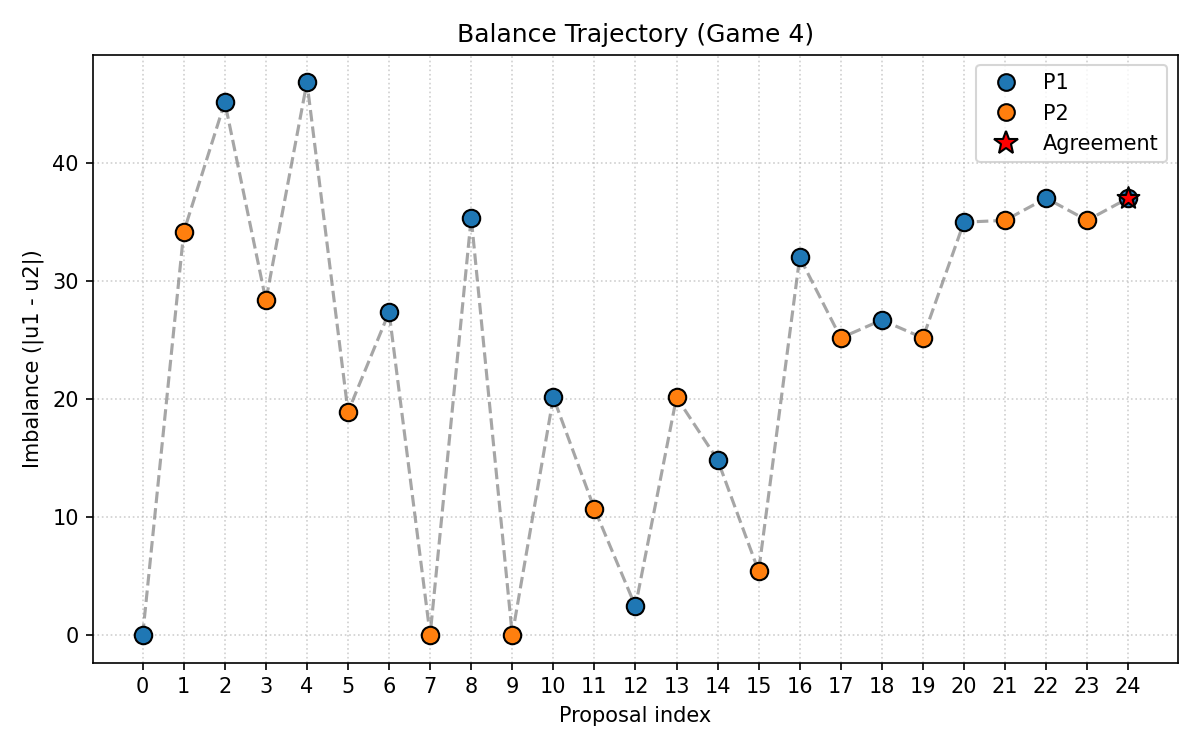 Balance Trajectory (Game 4)
P1
P2
Agreement
Imbalance (|u1 - u2|)
40
30
20
10
0
0 1 2 3 4 5 6 7 8 9 10 11 12 13 14 15 16 17 18 19 20 21 22 23 24
Proposal index